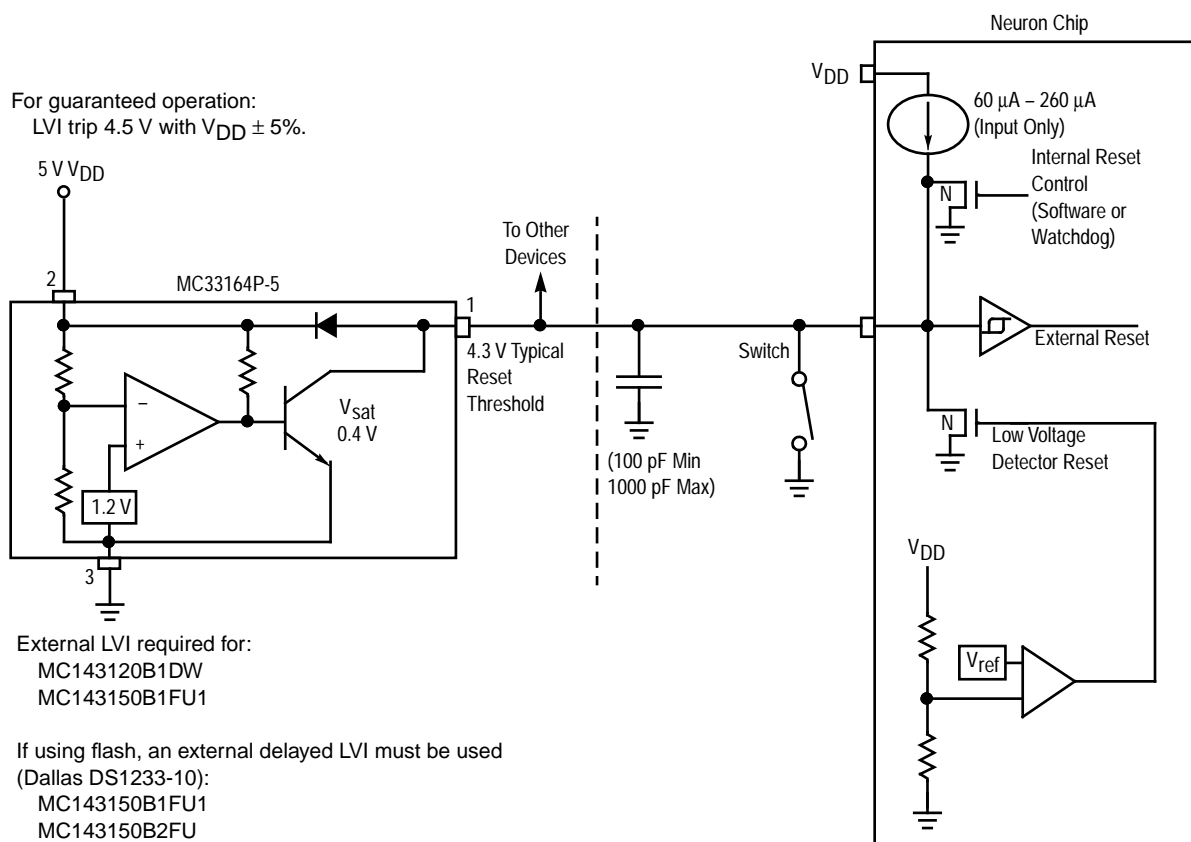 Neuron Chip
VDD
60 µA – 260 µA
(Input Only)
Internal Reset
Control
(Software or
Watchdog)
N
For guaranteed operation:
LVI trip 4.5 V with VDD ± 5%.
5 V VDD
2
MC33164P-5
1
To Other
Devices
4.3 V Typical
Reset
Threshold
Vsat
0.4 V
–
+
1.2 V
3
(100 pF Min
1000 pF Max)
Switch
External Reset
N
Low Voltage
Detector Reset
VDD
Vref
External LVI required for:
MC143120B1DW
MC143150B1FU1
If using flash, an external delayed LVI must be used
(Dallas DS1233-10):
MC143150B1FU1
MC143150B2FU